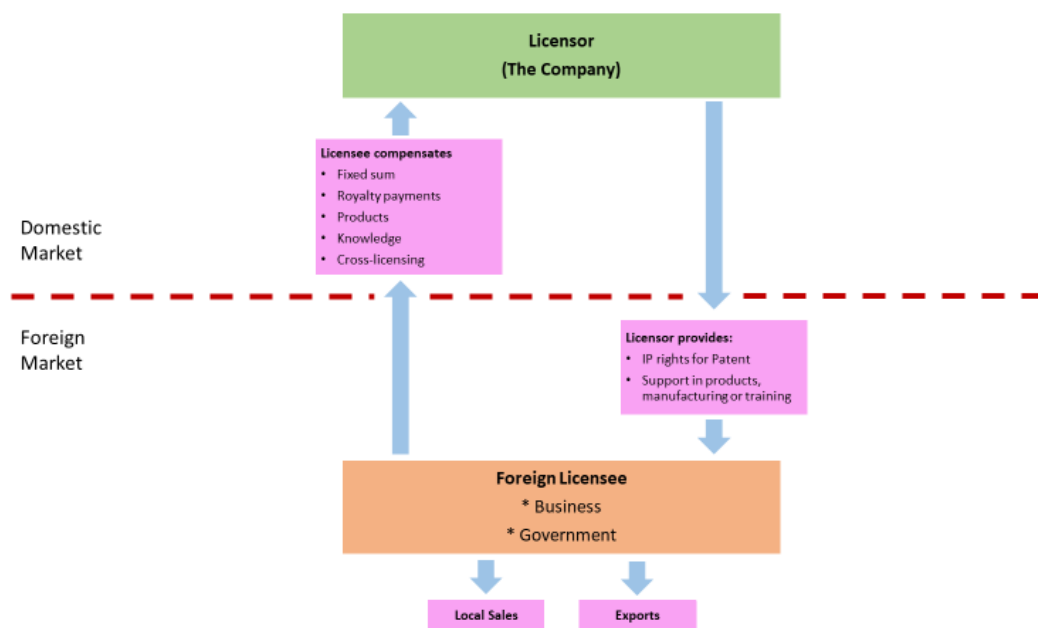 Licensor
(The Company)
Licensee compensates
• Fixed sum
• Royalty payments
• Products
• Knowledge
• Cross-licensing
Domestic
Market
Foreign
Market
Licensor provides:
• IP rights for Patent
• Support in products,
manufacturing or training
Foreign Licensee
* Business
* Government
Local Sales
Exports